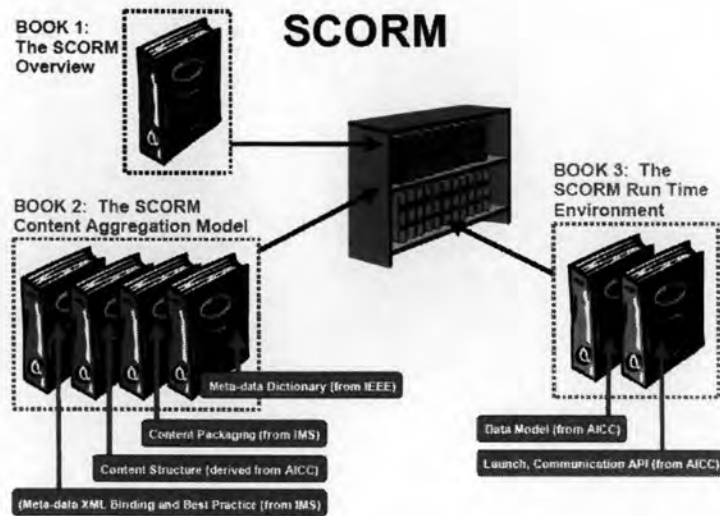 SCORM
BOOK 1:
The SCORM
Overview
BOOK 2: The SCORM
Content Aggregation Model
BOOK 3: The
SCORM Run Time
Environment
Meta-data Dictionary (from IEEE)
Content Packaging (from IMS)
Content Structure (derived from AICC)
(Meta-data XML Binding and Best Practice (from IMS)
Data Model (from AICC)
Launch, Communication API (from AICC)